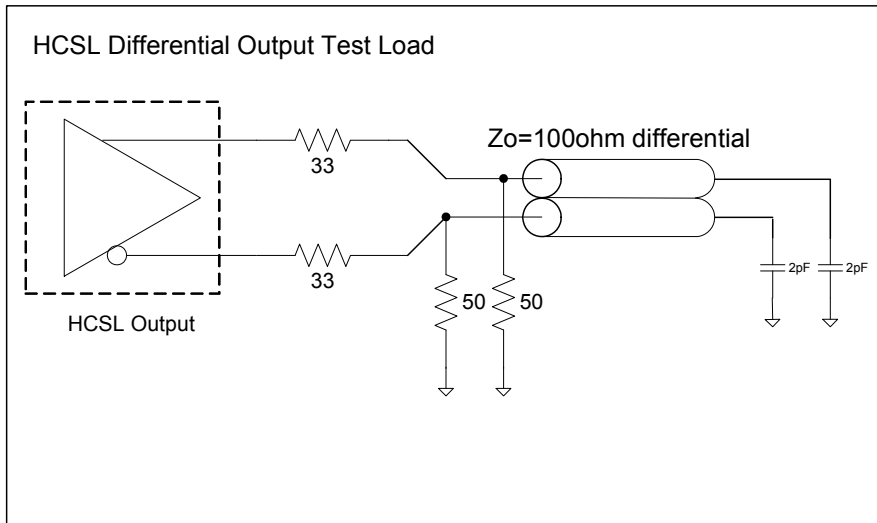 HCSL Differential Output Test Load
Zo=100ohm differential
33
33
50
50
2pF
2pF
HCSL Output